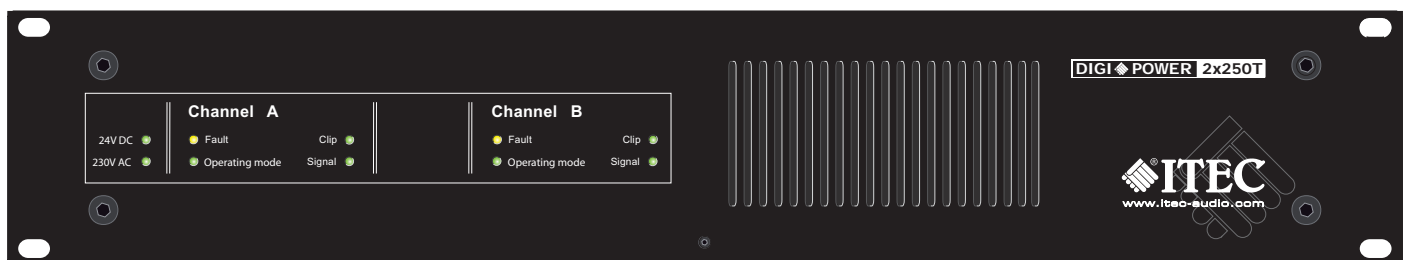 DIGI POWER 2x250T
Channel A
Channel B
24V DC
Fault
Clip
Fault
Clip
230V AC
Operating mode
Signal
Operating mode
Signal
®ITEC
www.itec-audio.com